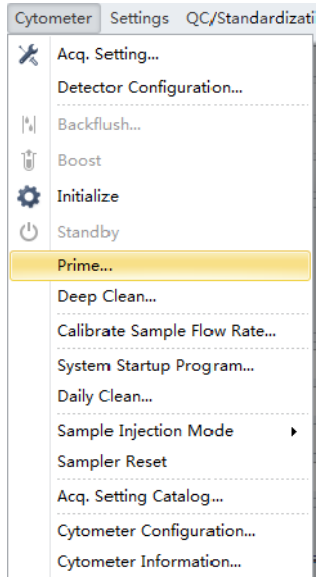 Cytometer Settings QC/Standardizati
Acq. Setting...
Detector Configuration...
Backflush...
Boost
Initialize
Standby
Prime...
Deep Clean...
Calibrate Sample Flow Rate...
System Startup Program...
Daily Clean...
Sample Injection Mode
Sampler Reset
Acq. Setting Catalog...
Cytometer Configuration...
Cytometer Information...